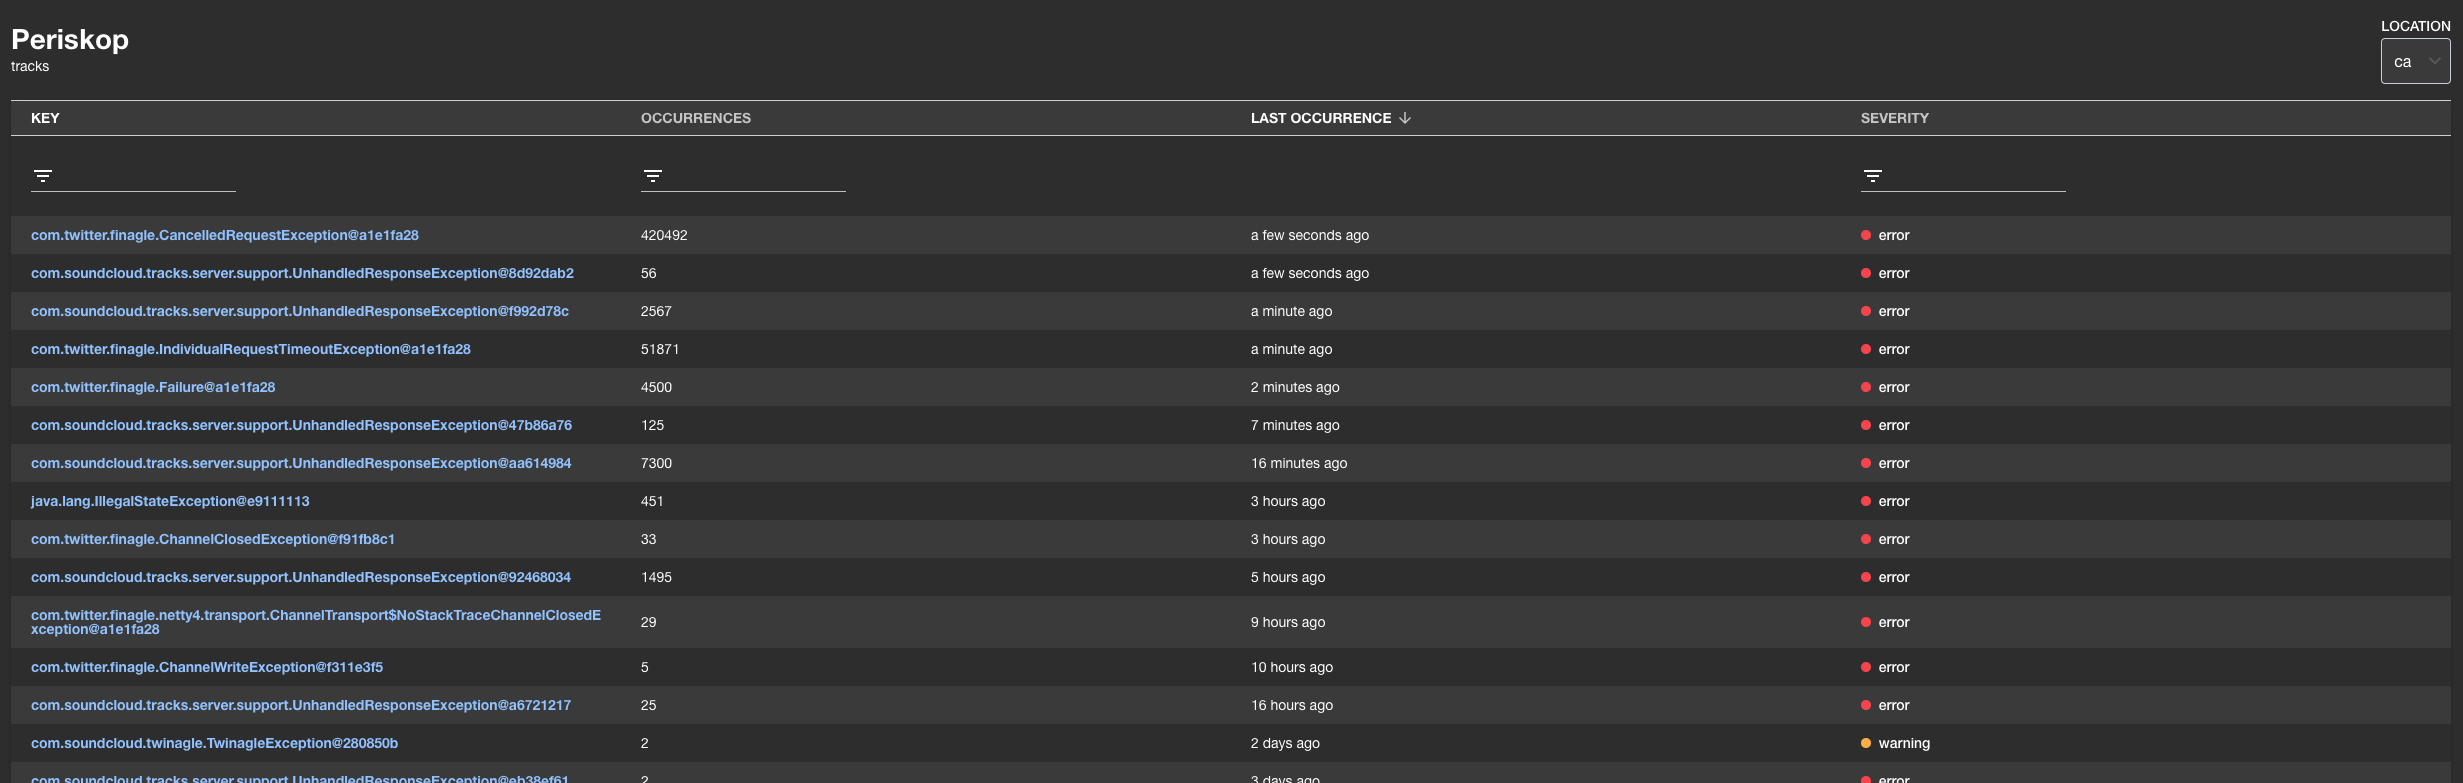 Periskop
tracks
LOCATION
ca
KEY OCCURRENCES LAST OCCURRENCE SEVERITY
com.twitter.finagle.CancelledRequestException@a1e1fa28 420492 a few seconds ago error
com.soundcloud.tracks.server.support.UnhandledResponseException@8d92dab2 56 a few seconds ago error
com.soundcloud.tracks.server.support.UnhandledResponseException@f992d78c 2567 a minute ago error
com.twitter.finagle.IndividualRequestTimeoutException@a1e1fa28 51871 a minute ago error
com.twitter.finagle.Failure@a1e1fa28 4500 2 minutes ago error
com.soundcloud.tracks.server.support.UnhandledResponseException@47b86a76 125 7 minutes ago error
com.soundcloud.tracks.server.support.UnhandledResponseException@aa614984 7300 16 minutes ago error
java.lang.IllegalStateException@e9111113 451 3 hours ago error
com.twitter.finagle.ChannelClosedException@f91fb8c1 33 3 hours ago error
com.soundcloud.tracks.server.support.UnhandledResponseException@92468034 1495 5 hours ago error
com.twitter.finagle.netty4.transport.ChannelTransport$NoStackTraceChannelClosedE
xception@a1e1fa28 29 9 hours ago error
com.twitter.finagle.ChannelWriteException@f311e3f5 5 10 hours ago error
com.soundcloud.tracks.server.support.UnhandledResponseException@a6721217 25 16 hours ago error
com.soundcloud.twinagle.TwinagleException@280850b 2 2 days ago warning
com.soundcloud.tracks.server.support.UnhandledResponseException@eb38ef61 2 3 days ago error